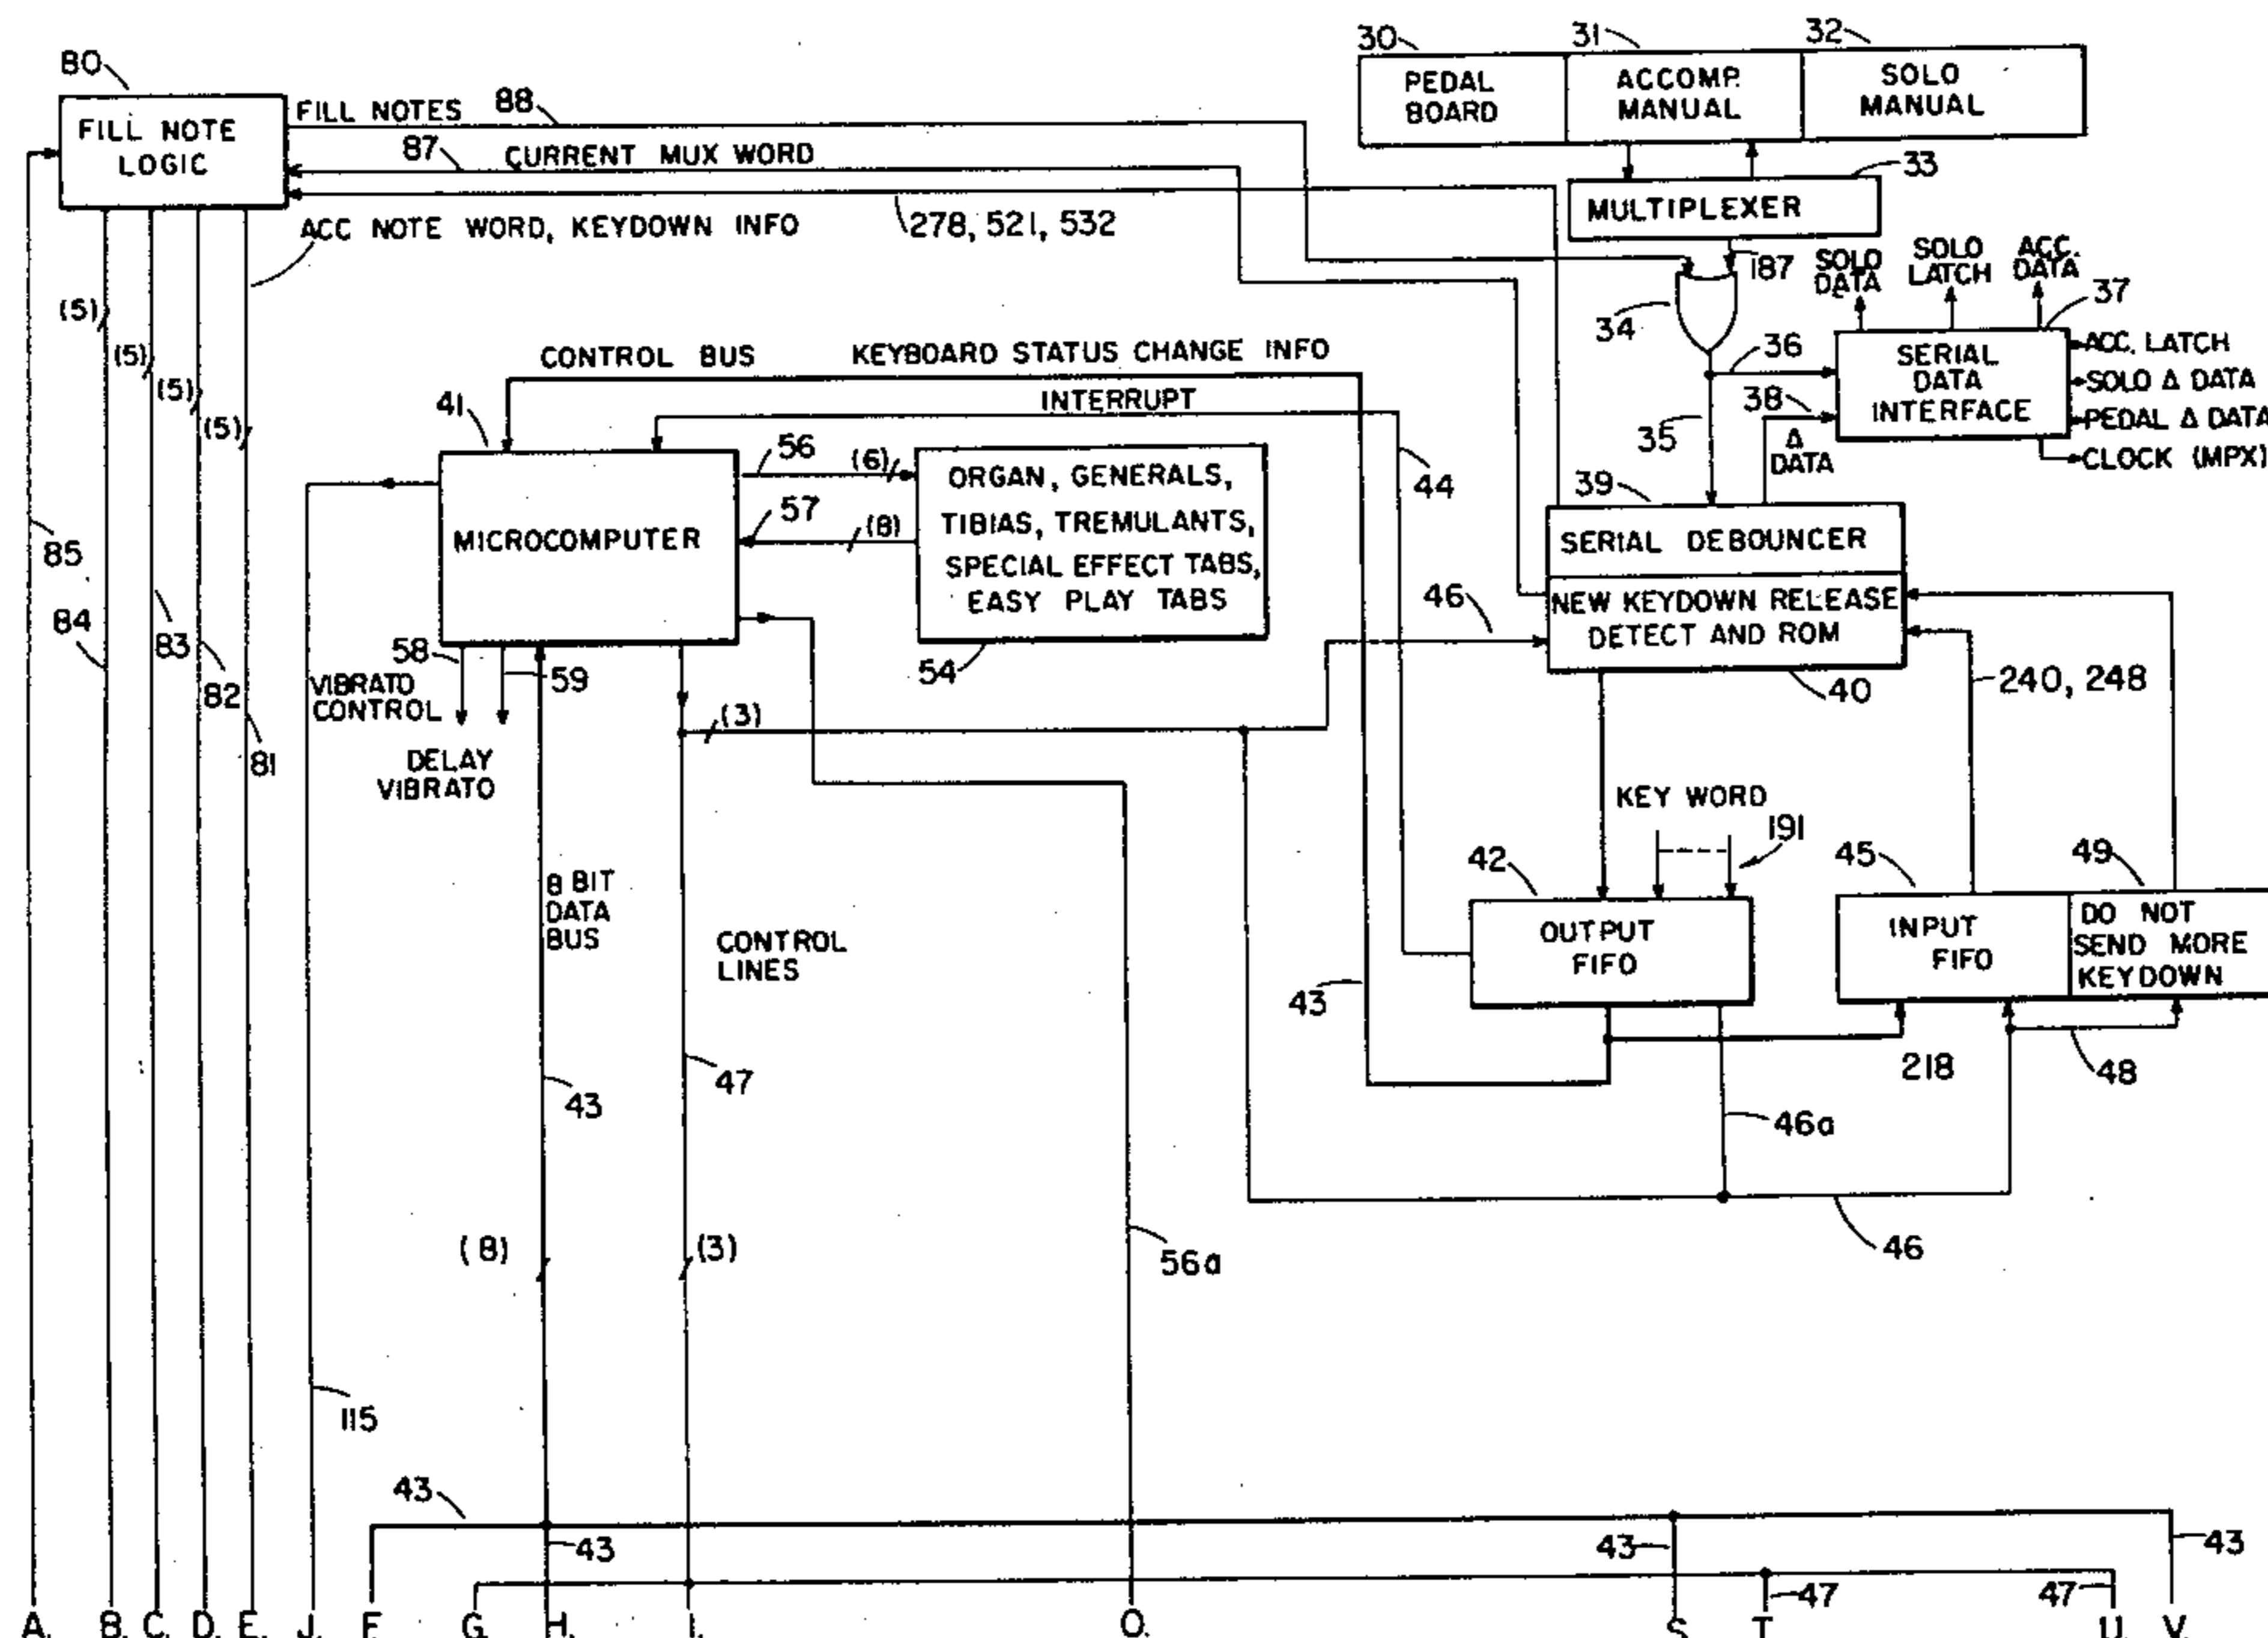 80
FILL NOTE
LOGIC
FILL NOTES
88
87
CURRENT MUX WORD
ACC NOTE WORD, KEYDOWN INFO
278, 521, 532
30
31
32
PEDAL
BOARD
ACCOMP.
MANUAL
SOLO
MANUAL
33
MULTIPLEXER
187
34
SOLO
DATA
SOLO
LATCH
ACC.
DATA
37
36
SERIAL
DATA
INTERFACE
ACC. LATCH
SOLO Δ DATA
PEDAL Δ DATA
CLOCK (MPX)
38
Δ
DATA
35
(5)
(5)
(5)
(5)
CONTROL BUS
KEYBOARD STATUS CHANGE INFO
INTERRUPT
41
MICROCOMPUTER
56
(6)
57
(8)
ORGAN, GENERALS,
TIBIAS, TREMULANTS,
SPECIAL EFFECT TABS,
EASY PLAY TABS
54
44
39
SERIAL DEBOUNCER
NEW KEYDOWN RELEASE
DETECT AND ROM
46
40
240, 248
85
84
83
82
81
58
59
VIBRATO
CONTROL
DELAY
VIBRATO
(3)
KEY WORD
191
42
OUTPUT
FIFO
45
INPUT
FIFO
49
DO NOT
SEND MORE
KEYDOWN
8 BIT
DATA
BUS
CONTROL
LINES
43
43
47
218
48
46a
46
(8)
(3)
56a
115
43
43
43
43
47
47
A.
B.
C.
D.
E.
J.
F.
G.
H.
I.
O.
S.
T.
U.
V.